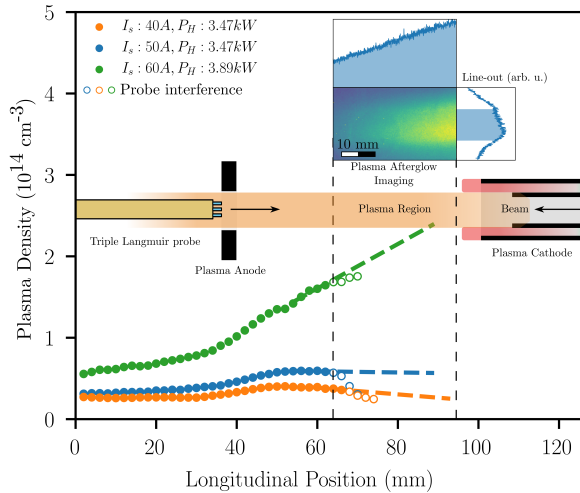 I_s : 40A, P_H : 3.47kW
I_s : 50A, P_H : 3.47kW
I_s : 60A, P_H : 3.89kW
Probe interference
Line-out (arb. u.)
10 mm
Plasma Afterglow
Imaging
Plasma Region
Beam
Triple Langmuir probe
Plasma Anode
Plasma Cathode
Plasma Density (10^14 cm^-3)
5
4
3
2
1
0
0 20 40 60 80 100 120
Longitudinal Position (mm)